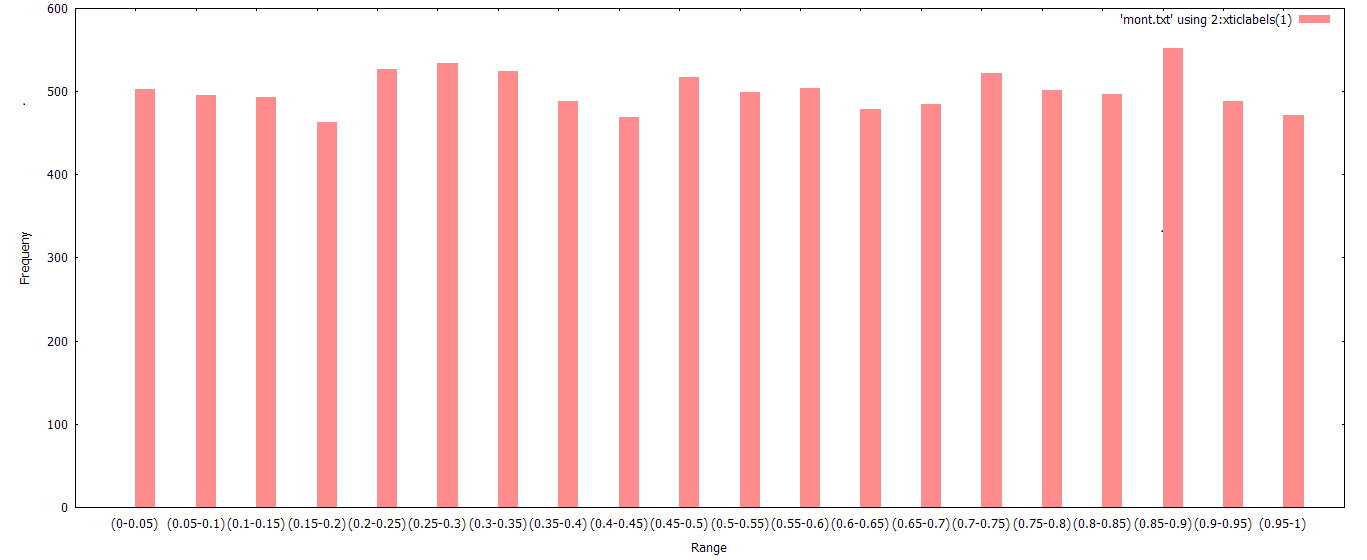 600
'mont.txt' using 2:xticlabels(1)
500
400
Frequeny
300
200
100
0
(0-0.05) (0.05-0.1) (0.1-0.15) (0.15-0.2) (0.2-0.25) (0.25-0.3) (0.3-0.35) (0.35-0.4) (0.4-0.45) (0.45-0.5) (0.5-0.55) (0.55-0.6) (0.6-0.65) (0.65-0.7) (0.7-0.75) (0.75-0.8) (0.8-0.85) (0.85-0.9) (0.9-0.95) (0.95-1)
Range